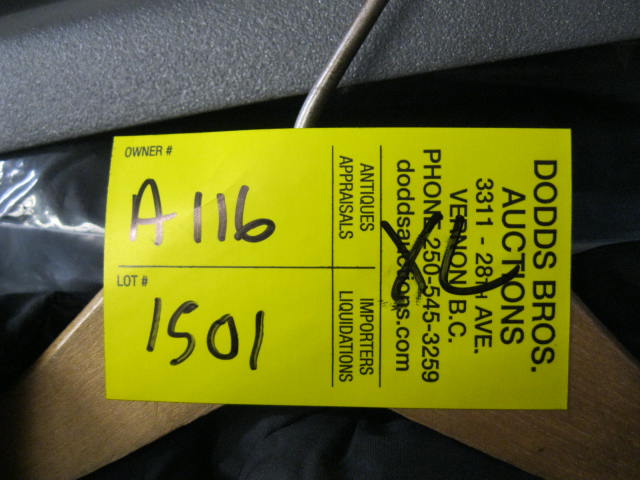 OWNER #
A116
LOT #
1501
ANTIQUES
APPRAISALS
IMPORTERS
LIQUIDATIONS
DODDS BROS.
AUCTIONS
3311 - 28TH AVE.
VERNON, B.C.
PHONE 250-545-3259
doddsauctions.com